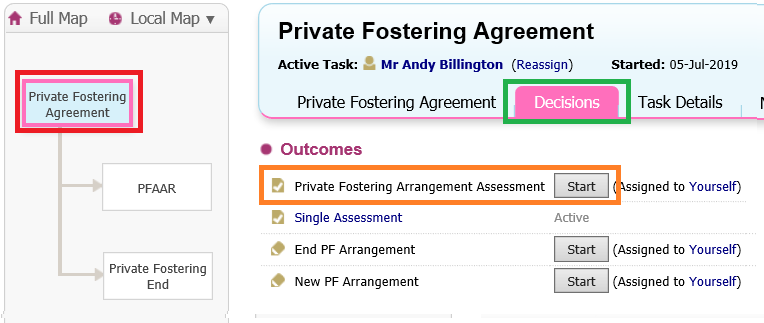 Full Map Local Map ▼
Private Fostering
Agreement
PFAAR
Private Fostering
End
Private Fostering Agreement
Active Task: Mr Andy Billington (Reassign) Started: 05-Jul-2019
Private Fostering Agreement Decisions Task Details
Outcomes
Private Fostering Arrangement Assessment Start (Assigned to Yourself)
Single Assessment Active
End PF Arrangement Start (Assigned to Yourself)
New PF Arrangement Start (Assigned to Yourself)